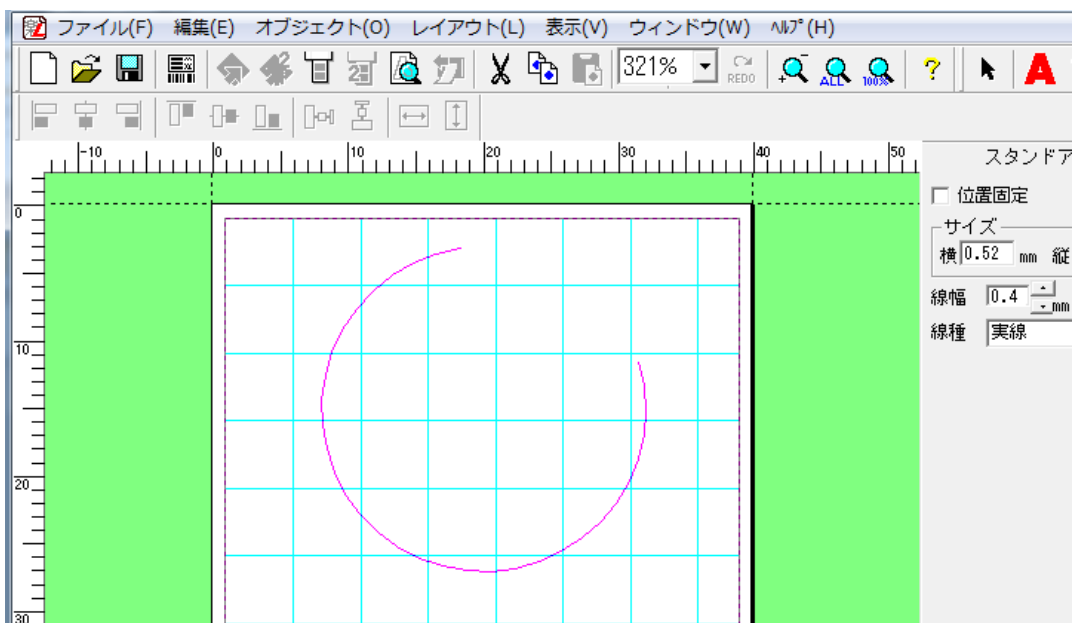 ファイル(F) 編集(E) オブジェクト(O) レイアウト(L) 表示(V) ウィンドウ(W) ﾍﾙﾌﾟ(H)
2 321% REDO ALL 100% ? A
-10 0 10 20 30 40 50
スタンドア
位置固定
0
サイズ
横 0.52 mm 縦
線幅 0.4 mm
線種 実線
10
20
30